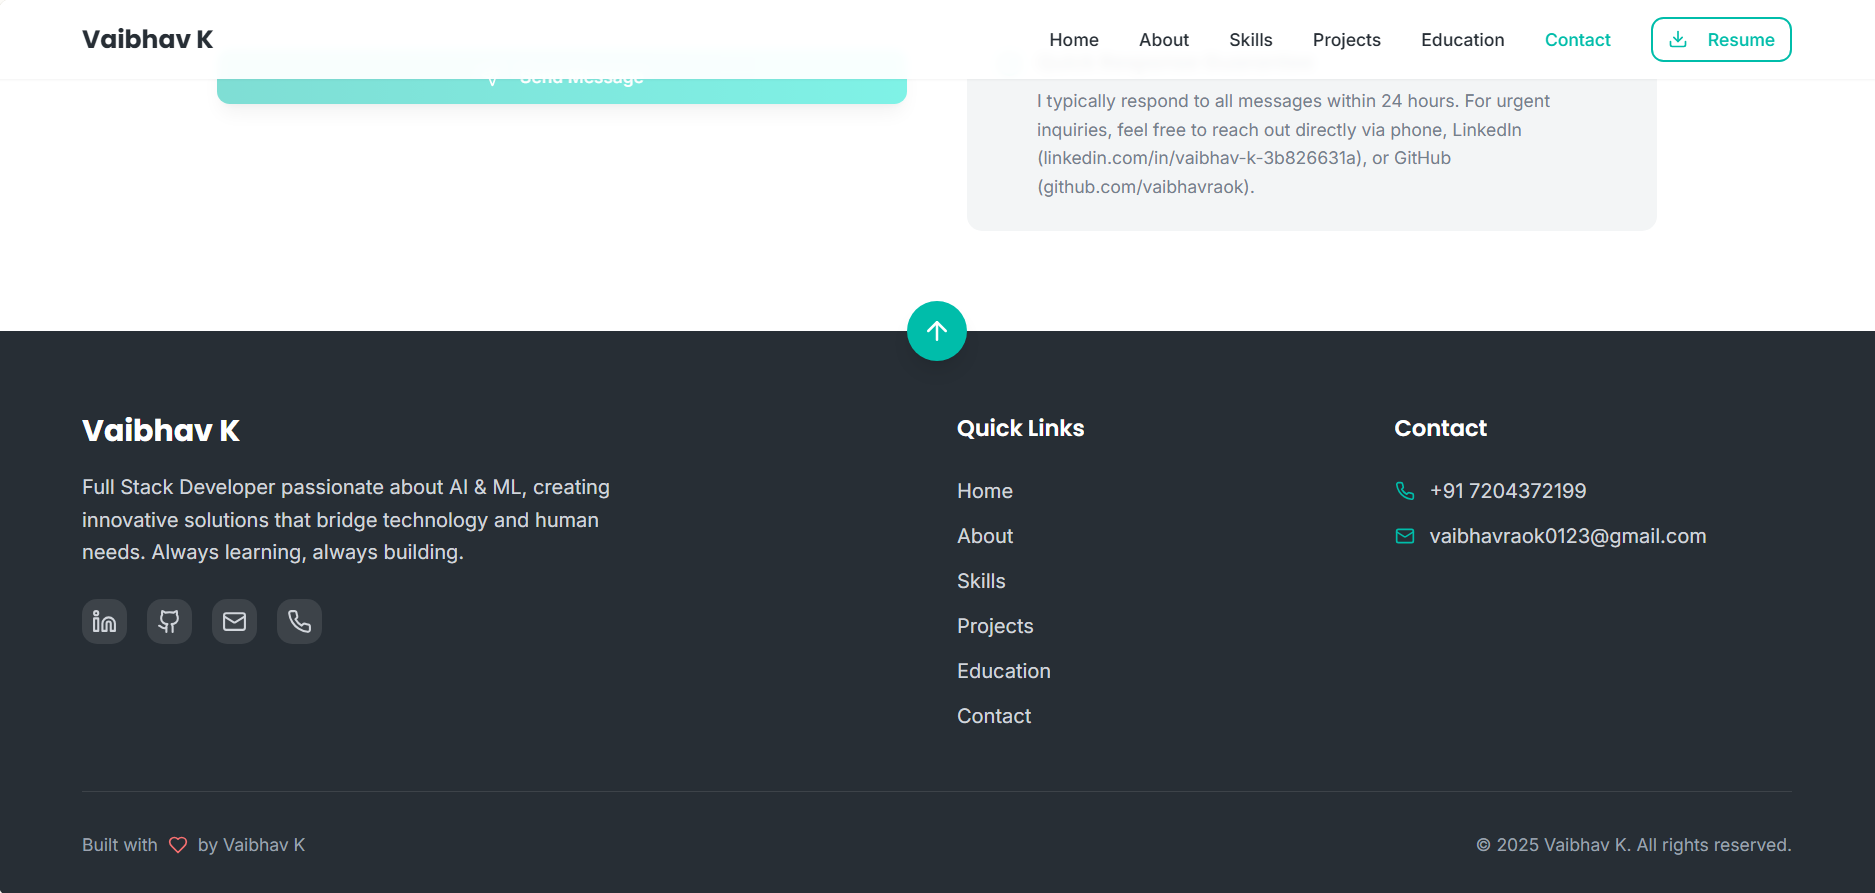 Vaibhav K
Home
About
Skills
Projects
Education
Contact
Resume
Send Message
I typically respond to all messages within 24 hours. For urgent
inquiries, feel free to reach out directly via phone, LinkedIn
(linkedin.com/in/vaibhav-k-3b826631a), or GitHub
(github.com/vaibhavraok).
Vaibhav K
Full Stack Developer passionate about AI & ML, creating
innovative solutions that bridge technology and human
needs. Always learning, always building.
Quick Links
Home
About
Skills
Projects
Education
Contact
Contact
+91 7204372199
vaibhavraok0123@gmail.com
Built with by Vaibhav K
© 2025 Vaibhav K. All rights reserved.